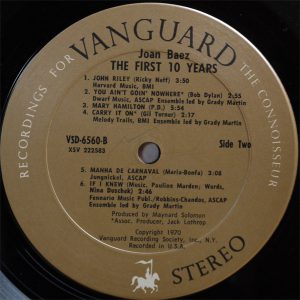 RECORDINGS FOR THE CONNOISSEUR
VANGUARD
Joan Baez
THE FIRST 10 YEARS
1. JOHN RILEY (Ricky Neff) 3:50
Harvard Music, BMI
2. YOU AIN'T GOIN' NOWHERE* (Bob Dylan) 2:55
Dwarf Music, ASCAP Ensemble led by Grady Martin
3. MARY HAMILTON (P.D.) 5:54
4. CARRY IT ON* (Gil Turner) 2:17
Melody Trails, BMI Ensemble led by Grady Martin
VSD-6560-B
XSV 222583
Side Two
5. MANHA DE CARNAVAL (Maria-Bonfa) 3:08
Jungnickel, ASCAP
6. IF I KNEW (Music, Pauline Marden; Words,
Nina Duschek) 2:46
Fennario Music Publ./Robbins-Chandos, ASCAP
Ensemble led by Grady Martin
Produced by Maynard Solomon
*Assoc. Producer, Jack Lothrop
Copyright 1970
Vanguard Recording Society, Inc., N.Y.
Recorded in U.S.A.
STEREO